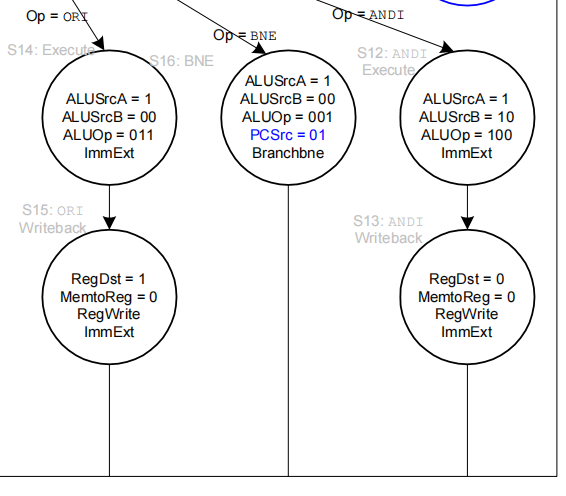 Op = ORI
Op = BNE
Op = ANDI
S14: Execute
S16: BNE
S12: ANDI
Execute
ALUSrcA = 1
ALUSrcB = 00
ALUOp = 011
ImmExt
ALUSrcA = 1
ALUSrcB = 00
ALUOp = 001
PCSrc = 01
Branchbne
ALUSrcA = 1
ALUSrcB = 10
ALUOp = 100
ImmExt
S15: ORI
Writeback
S13: ANDI
Writeback
RegDst = 1
MemtoReg = 0
RegWrite
ImmExt
RegDst = 0
MemtoReg = 0
RegWrite
ImmExt